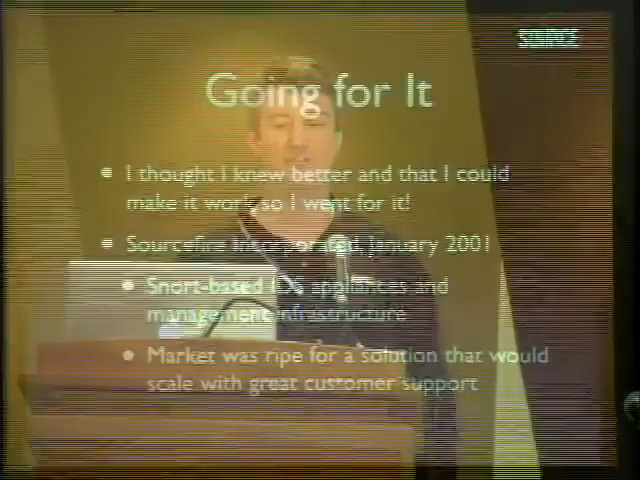 SOURCE
Going for It
• I thought I knew better and that I could
make it work so I went for it!
• Sourcefire Incorporated, January 2001
• Snort-based IDS appliances and
management infrastructure
• Market was ripe for a solution that would
scale with great customer support